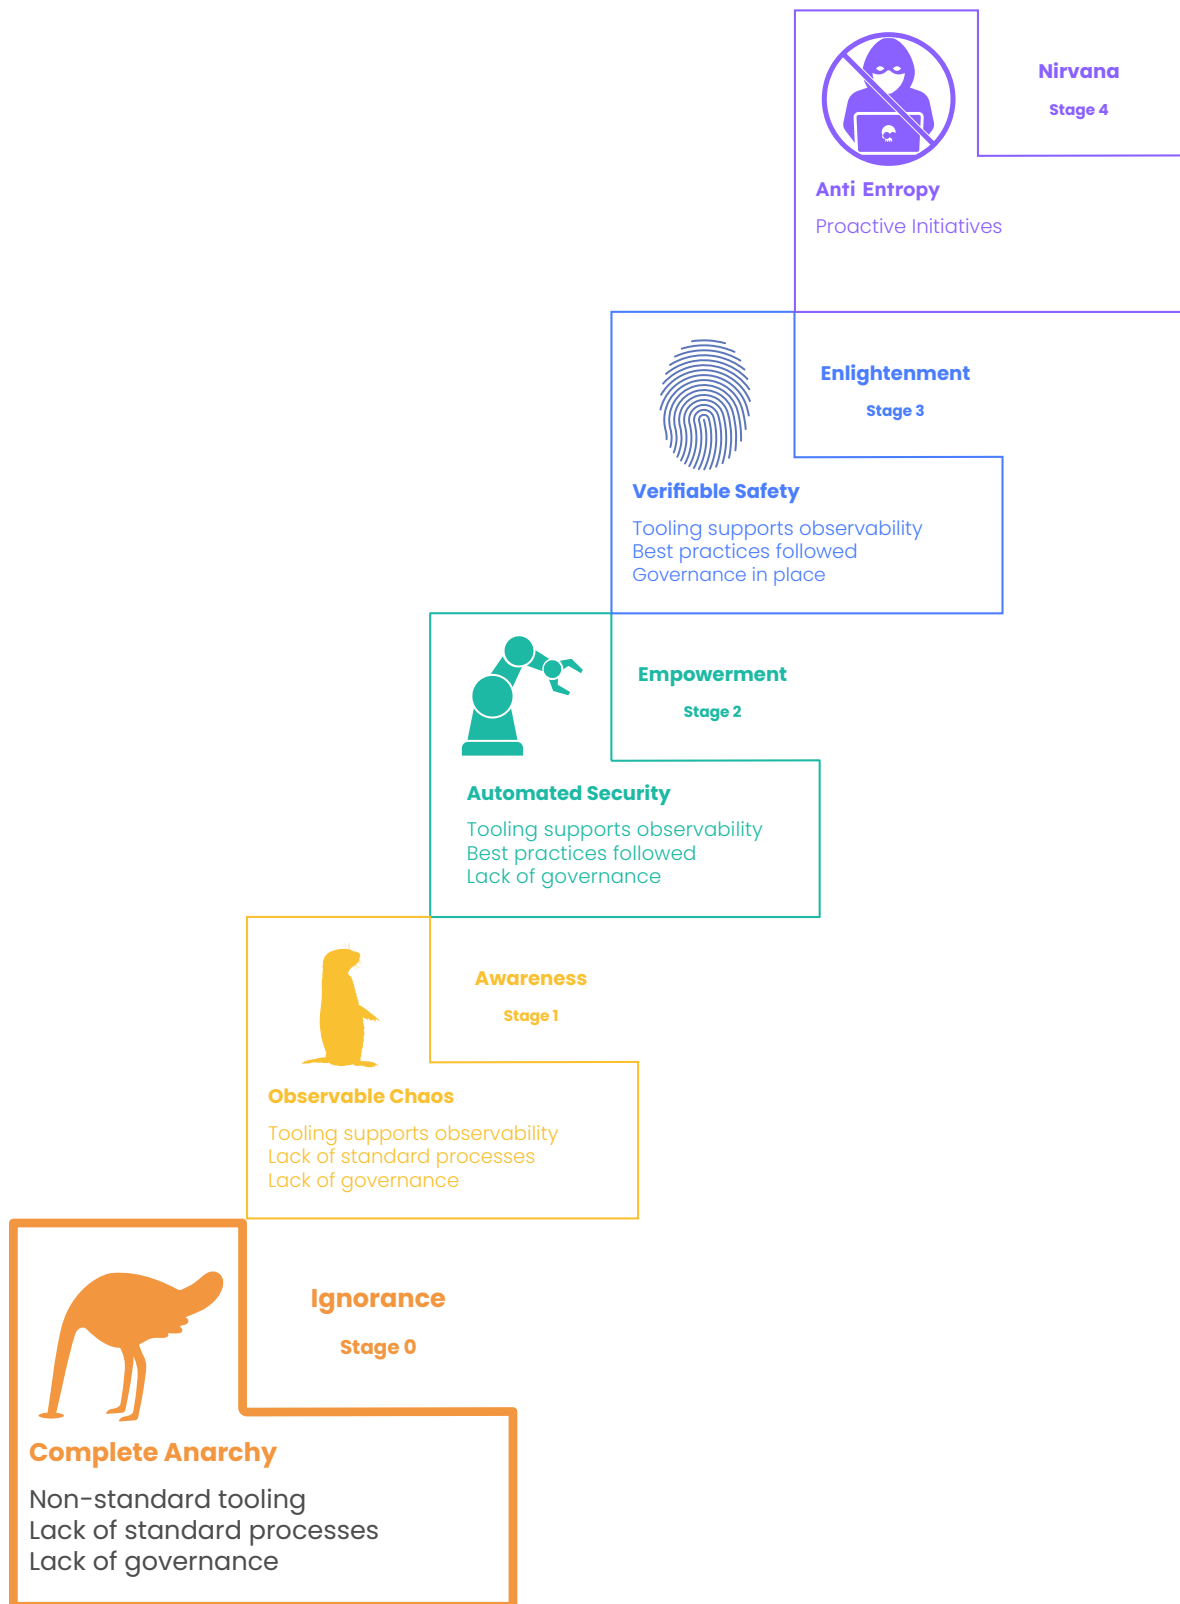 Nirvana
Stage 4
Anti Entropy
Proactive Initiatives
Enlightenment
Stage 3
Verifiable Safety
Tooling supports observability
Best practices followed
Governance in place
Empowerment
Stage 2
Automated Security
Tooling supports observability
Best practices followed
Lack of governance
Awareness
Stage 1
Observable Chaos
Tooling supports observability
Lack of standard processes
Lack of governance
Ignorance
Stage 0
Complete Anarchy
Non-standard tooling
Lack of standard processes
Lack of governance